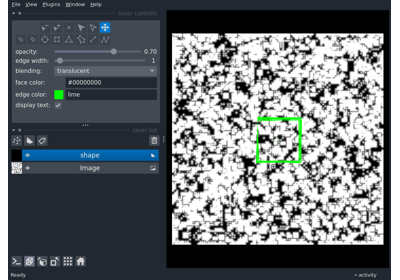 File View Plugins Window Help
layer controls
opacity: 0.70
edge width: 1
blending: translucent
face color: #00000000
edge color: lime
display text:
layer list
shape
Image
Ready
activity